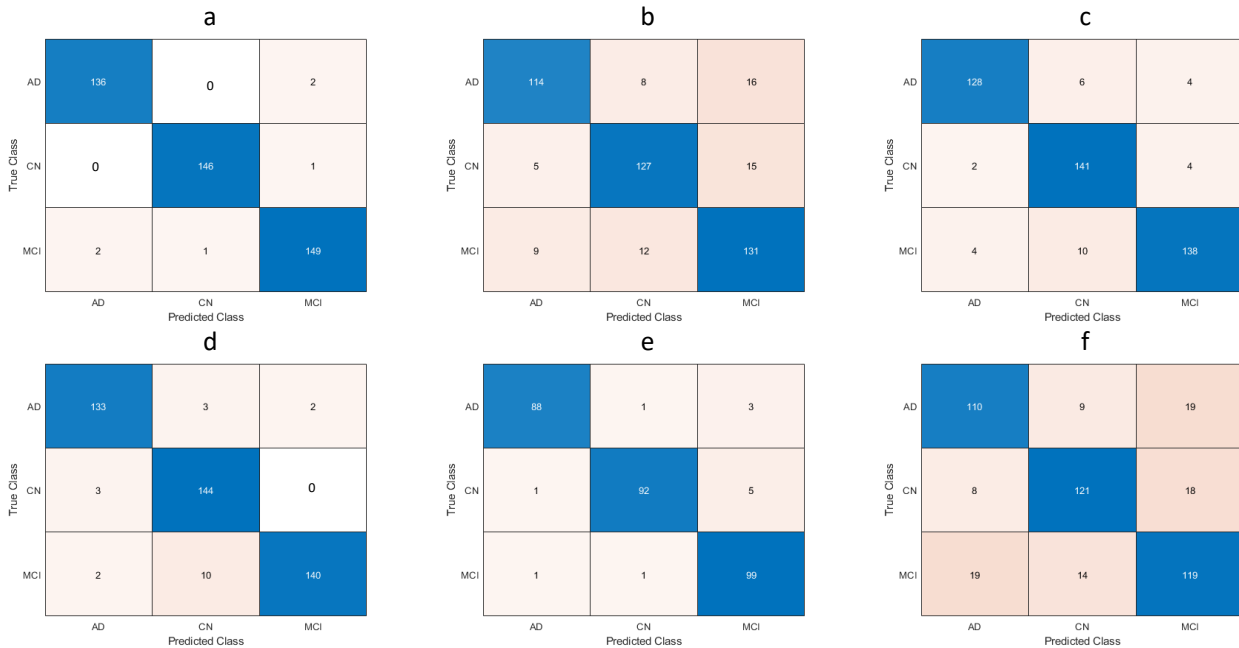 a b c
AD 136 0 2
CN 0 146 1
MCI 2 1 149
AD CN MCI
Predicted Class
True Class
AD 114 8 16
CN 5 127 15
MCI 9 12 131
AD CN MCI
Predicted Class
True Class
AD 128 6 4
CN 2 141 4
MCI 4 10 138
AD CN MCI
Predicted Class
True Class
d e f
AD 133 3 2
CN 3 144 0
MCI 2 10 140
AD CN MCI
Predicted Class
True Class
AD 88 1 3
CN 1 92 5
MCI 1 1 99
AD CN MCI
Predicted Class
True Class
AD 110 9 19
CN 8 121 18
MCI 19 14 119
AD CN MCI
Predicted Class
True Class